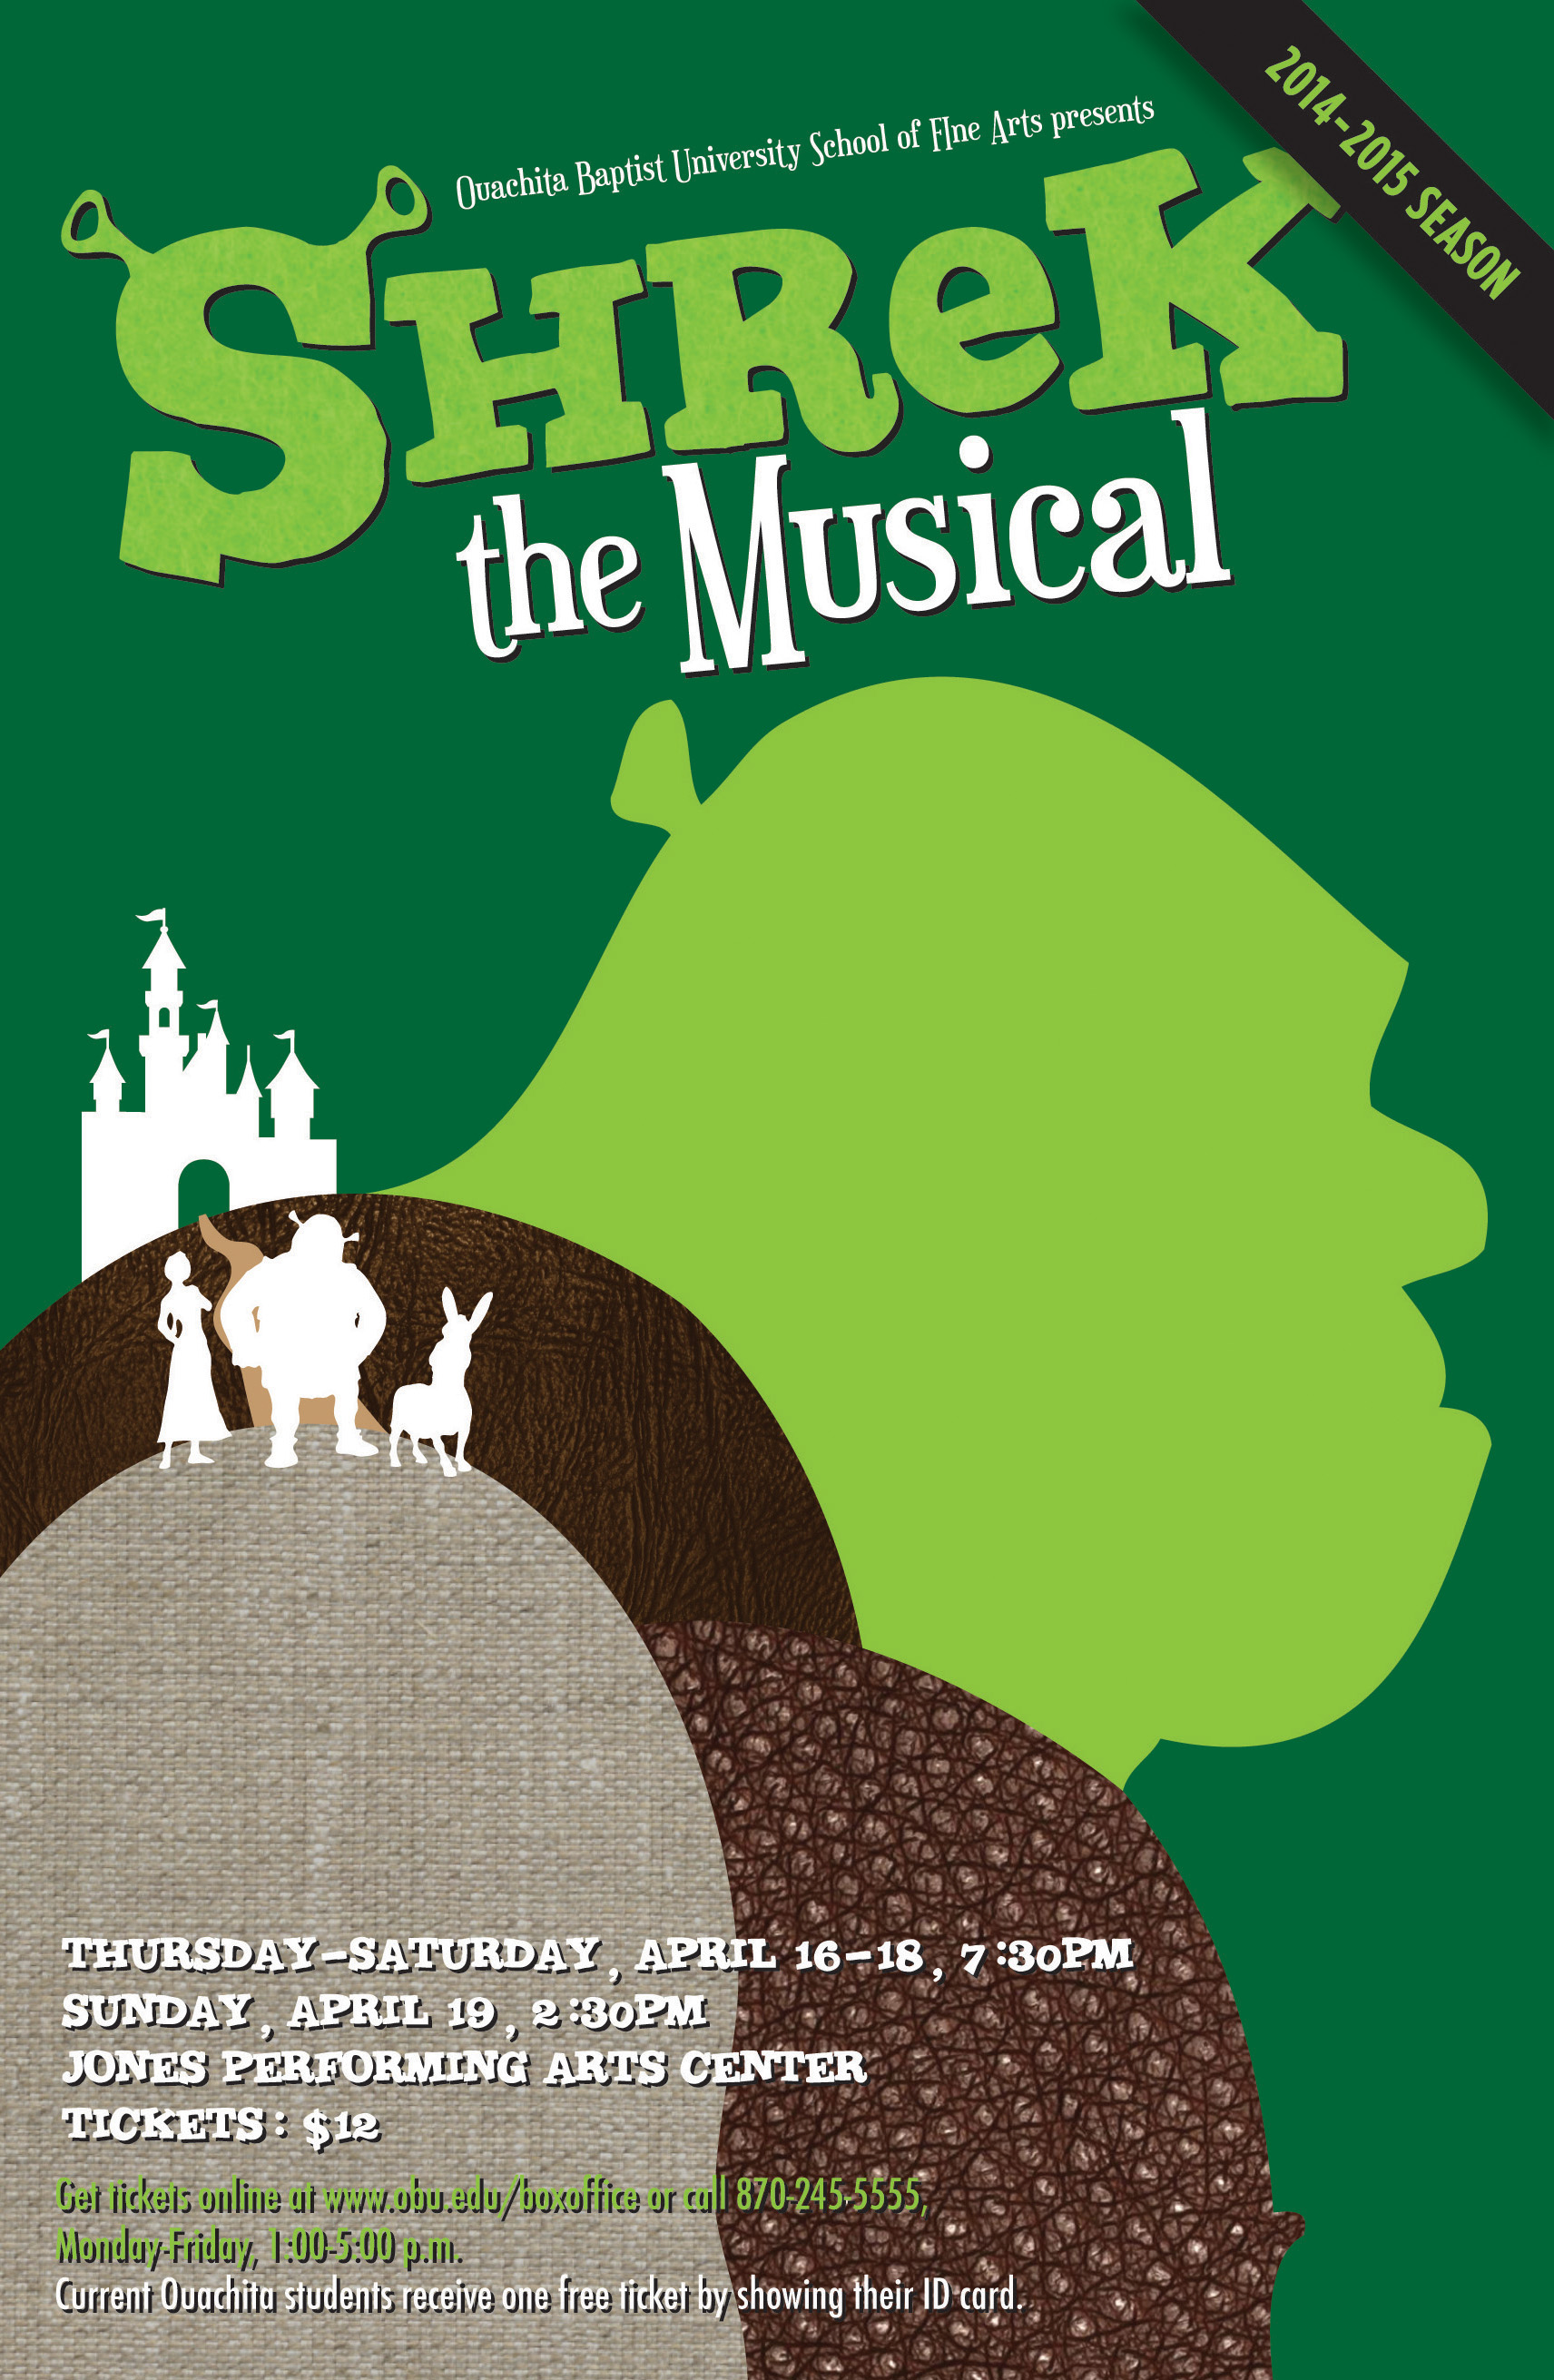 2014-2015 SEASON
Ouachita Baptist University School of FIne Arts presents
SHReK
the Musical
THURSDAY-SATURDAY, APRIL 16-18, 7:30PM
SUNDAY, APRIL 19, 2:30PM
JONES PERFORMING ARTS CENTER
TICKETS: $12
Get tickets online at www.obu.edu/boxoffice or call 870-245-5555,
Monday-Friday, 1:00-5:00 p.m.
Current Ouachita students receive one free ticket by showing their ID card.